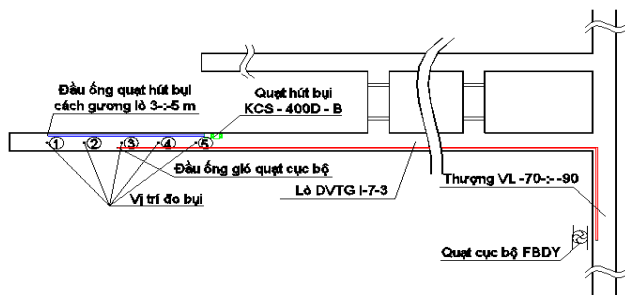 Đầu ống quạt hút bụi
cách gương lò 3-:-5 m
Quạt hút bụi
KCS - 400D - B
1 2 3 4 5
Đầu ống gió quạt cục bộ
Vị trí đo bụi
Lò DVTG I-7-3
Thượng VL -70-:--90
Quạt cục bộ FBDY